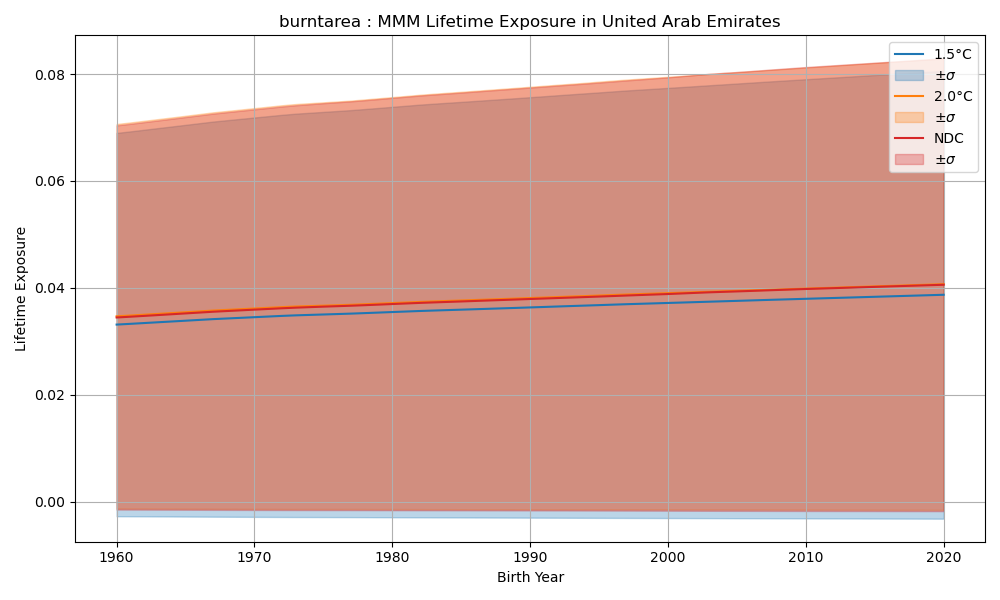 burntarea : MMM Lifetime Exposure in United Arab Emirates
1.5°C
±σ
2.0°C
±σ
NDC
±σ
0.08
0.06
0.04
0.02
0.00
Lifetime Exposure
1960 1970 1980 1990 2000 2010 2020
Birth Year